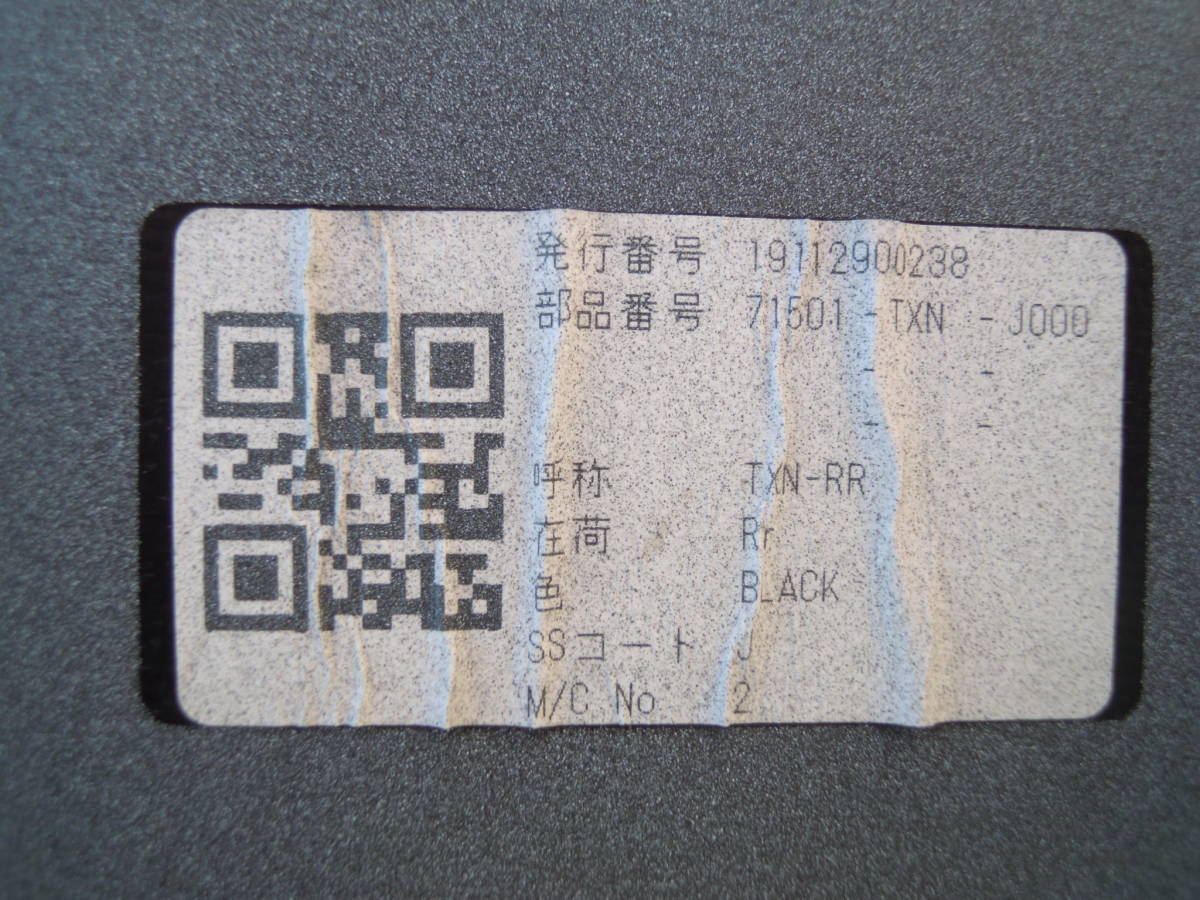 発行番号 19112900238
部品番号 71501 - TXN - J000
- -
- -
呼称 TXN-RR
在荷 Rr
色 BLACK
SSコート J
M/C No 2